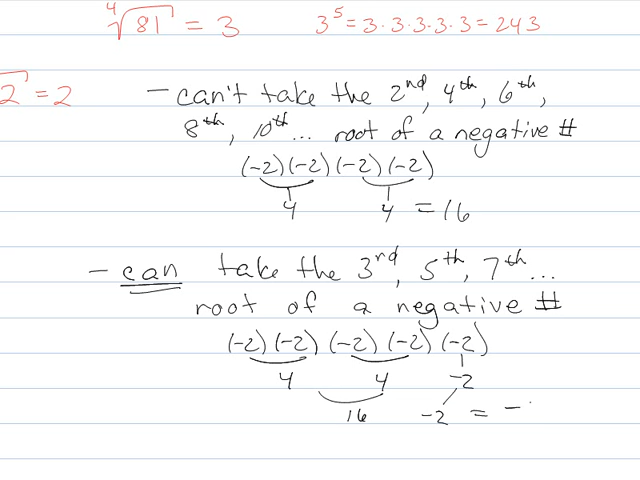 ⁴√81 = 3    3⁵ = 3·3·3·3·3 = 243
2 = 2
- can't take the 2nd, 4th, 6th,
8th, 10th... root of a negative #
(-2)(-2)(-2)(-2)
4    4 = 16
- can take the 3rd, 5th, 7th...
root of a negative #
(-2)(-2)(-2)(-2)(-2)
4    4    -2
16    -2 = -